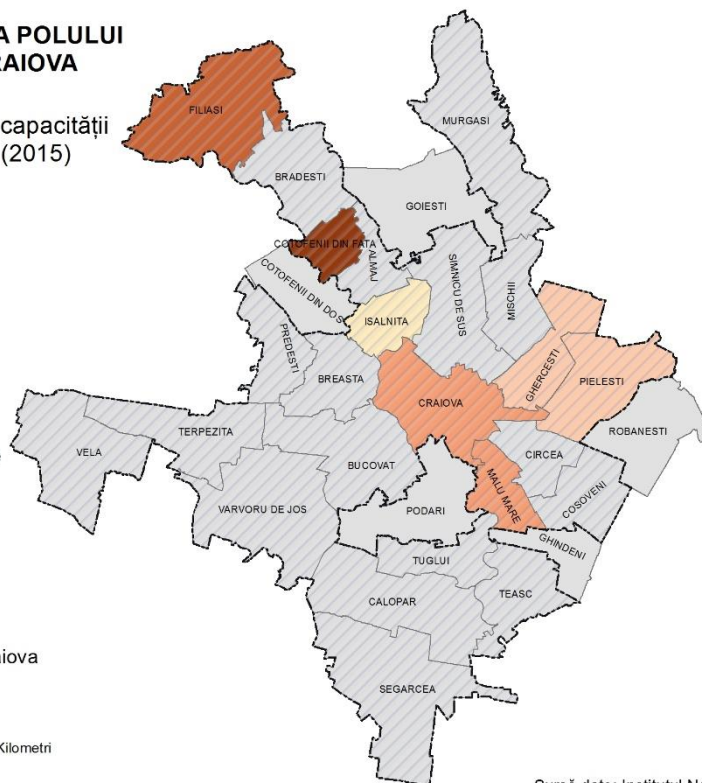 A POLULUI
RAIOVA
capacității
(2015)
FILIASI
MURGASI
BRADESTI
GOIESTI
COTOFENII DIN FATA
ALMAJ
SIMNICU DE SUS
COTOFENII DIN DOS
MISCHII
ISALNITA
PREDESTI
GHERCESTI
PIELESTI
BREASTA
CRAIOVA
TERPEZITA
ROBANESTI
VELA
BUCOVAT
CIRCEA
MALU MARE
COSOVENI
VARVORU DE JOS
PODARI
GHINDENI
TUGLUI
TEASC
CALOPAR
iova
SEGARCEA
Kilometri